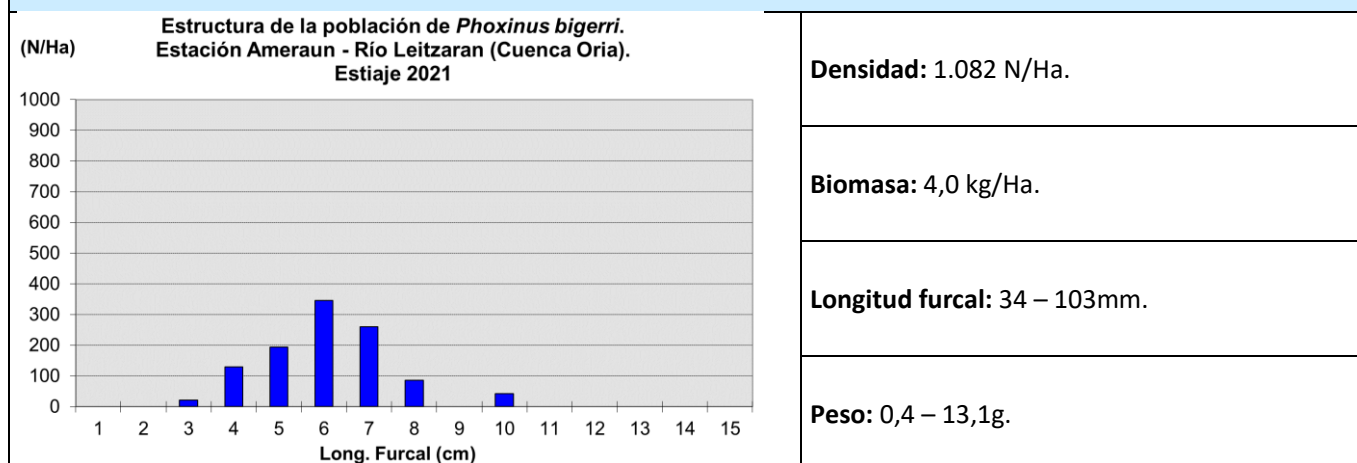 Estructura de la población de Phoxinus bigerri.
(N/Ha)
Estación Ameraun - Río Leitzaran (Cuenca Oria).
Estiaje 2021
1000
900
800
700
600
500
400
300
200
100
0
1 2 3 4 5 6 7 8 9 10 11 12 13 14 15
Long. Furcal (cm)
Densidad: 1.082 N/Ha.
Biomasa: 4,0 kg/Ha.
Longitud furcal: 34 – 103mm.
Peso: 0,4 – 13,1g.